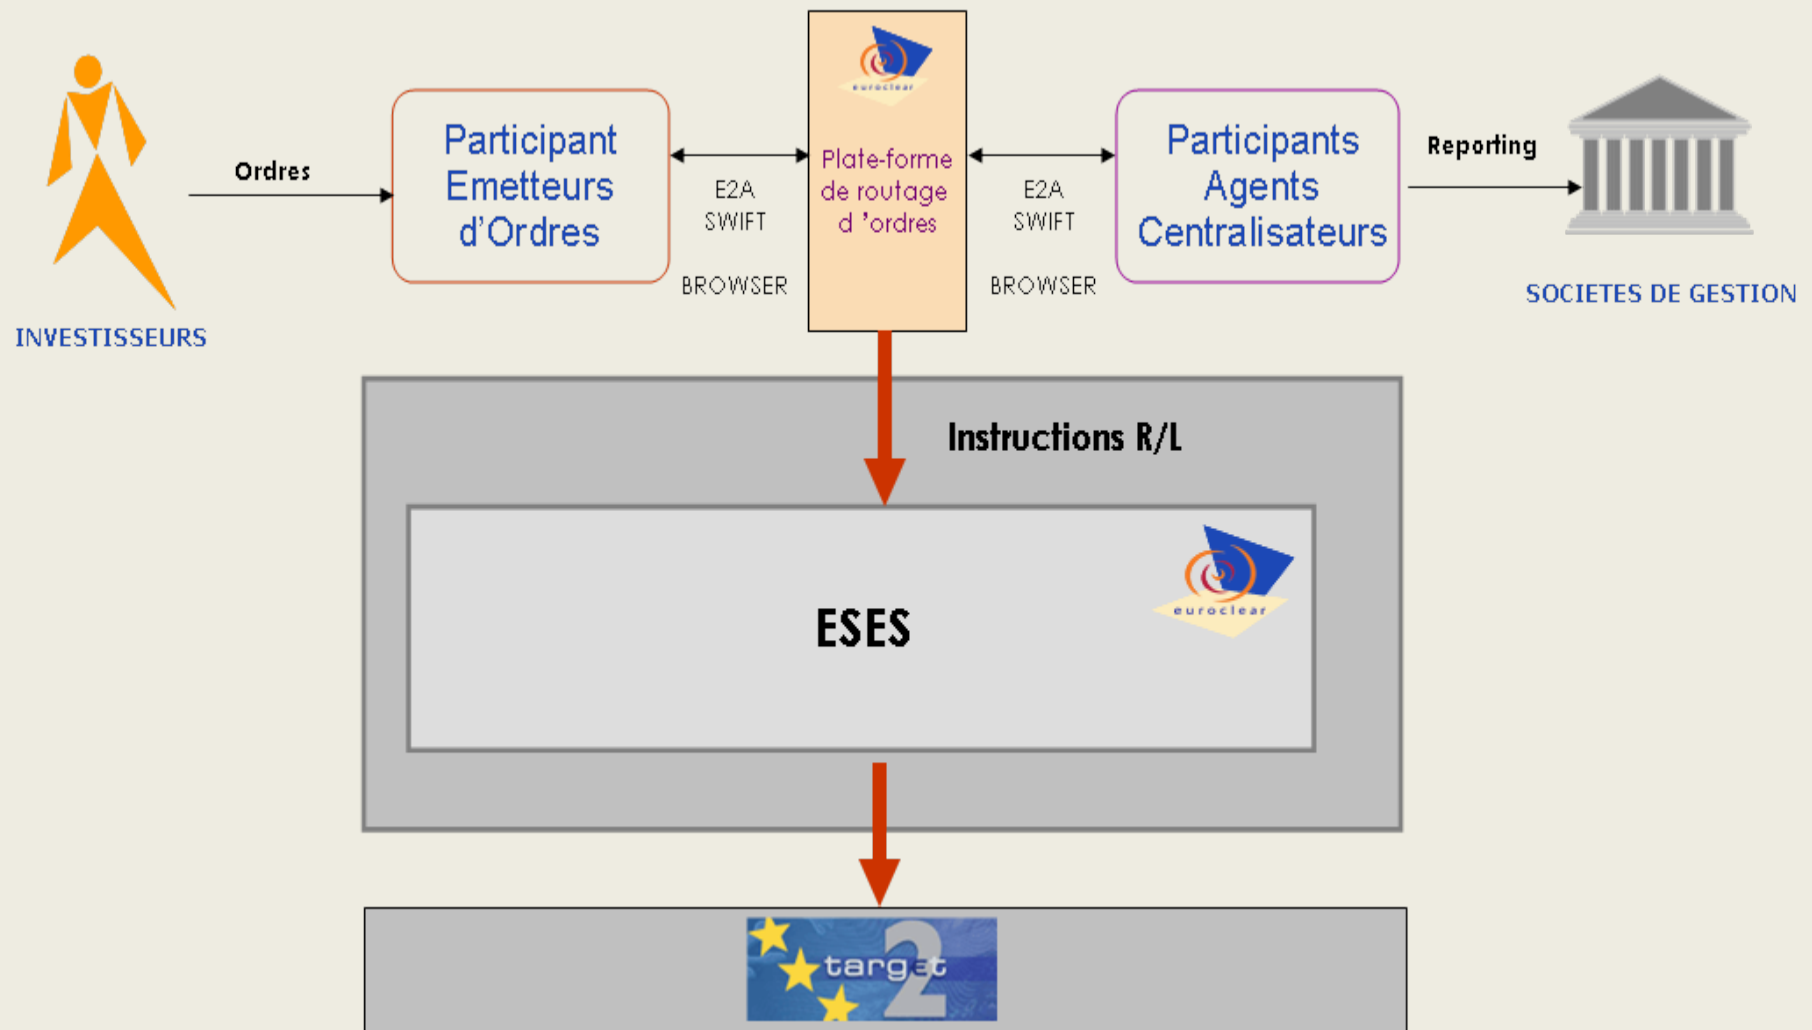 euroclear
Participant
Emetteurs
d'Ordres
Plate-forme
de routage
d 'ordres
Participants
Agents
Centralisateurs
Ordres
Reporting
E2A
SWIFT
BROWSER
E2A
SWIFT
BROWSER
INVESTISSEURS
SOCIETES DE GESTION
Instructions R/L
ESES
euroclear
target
2